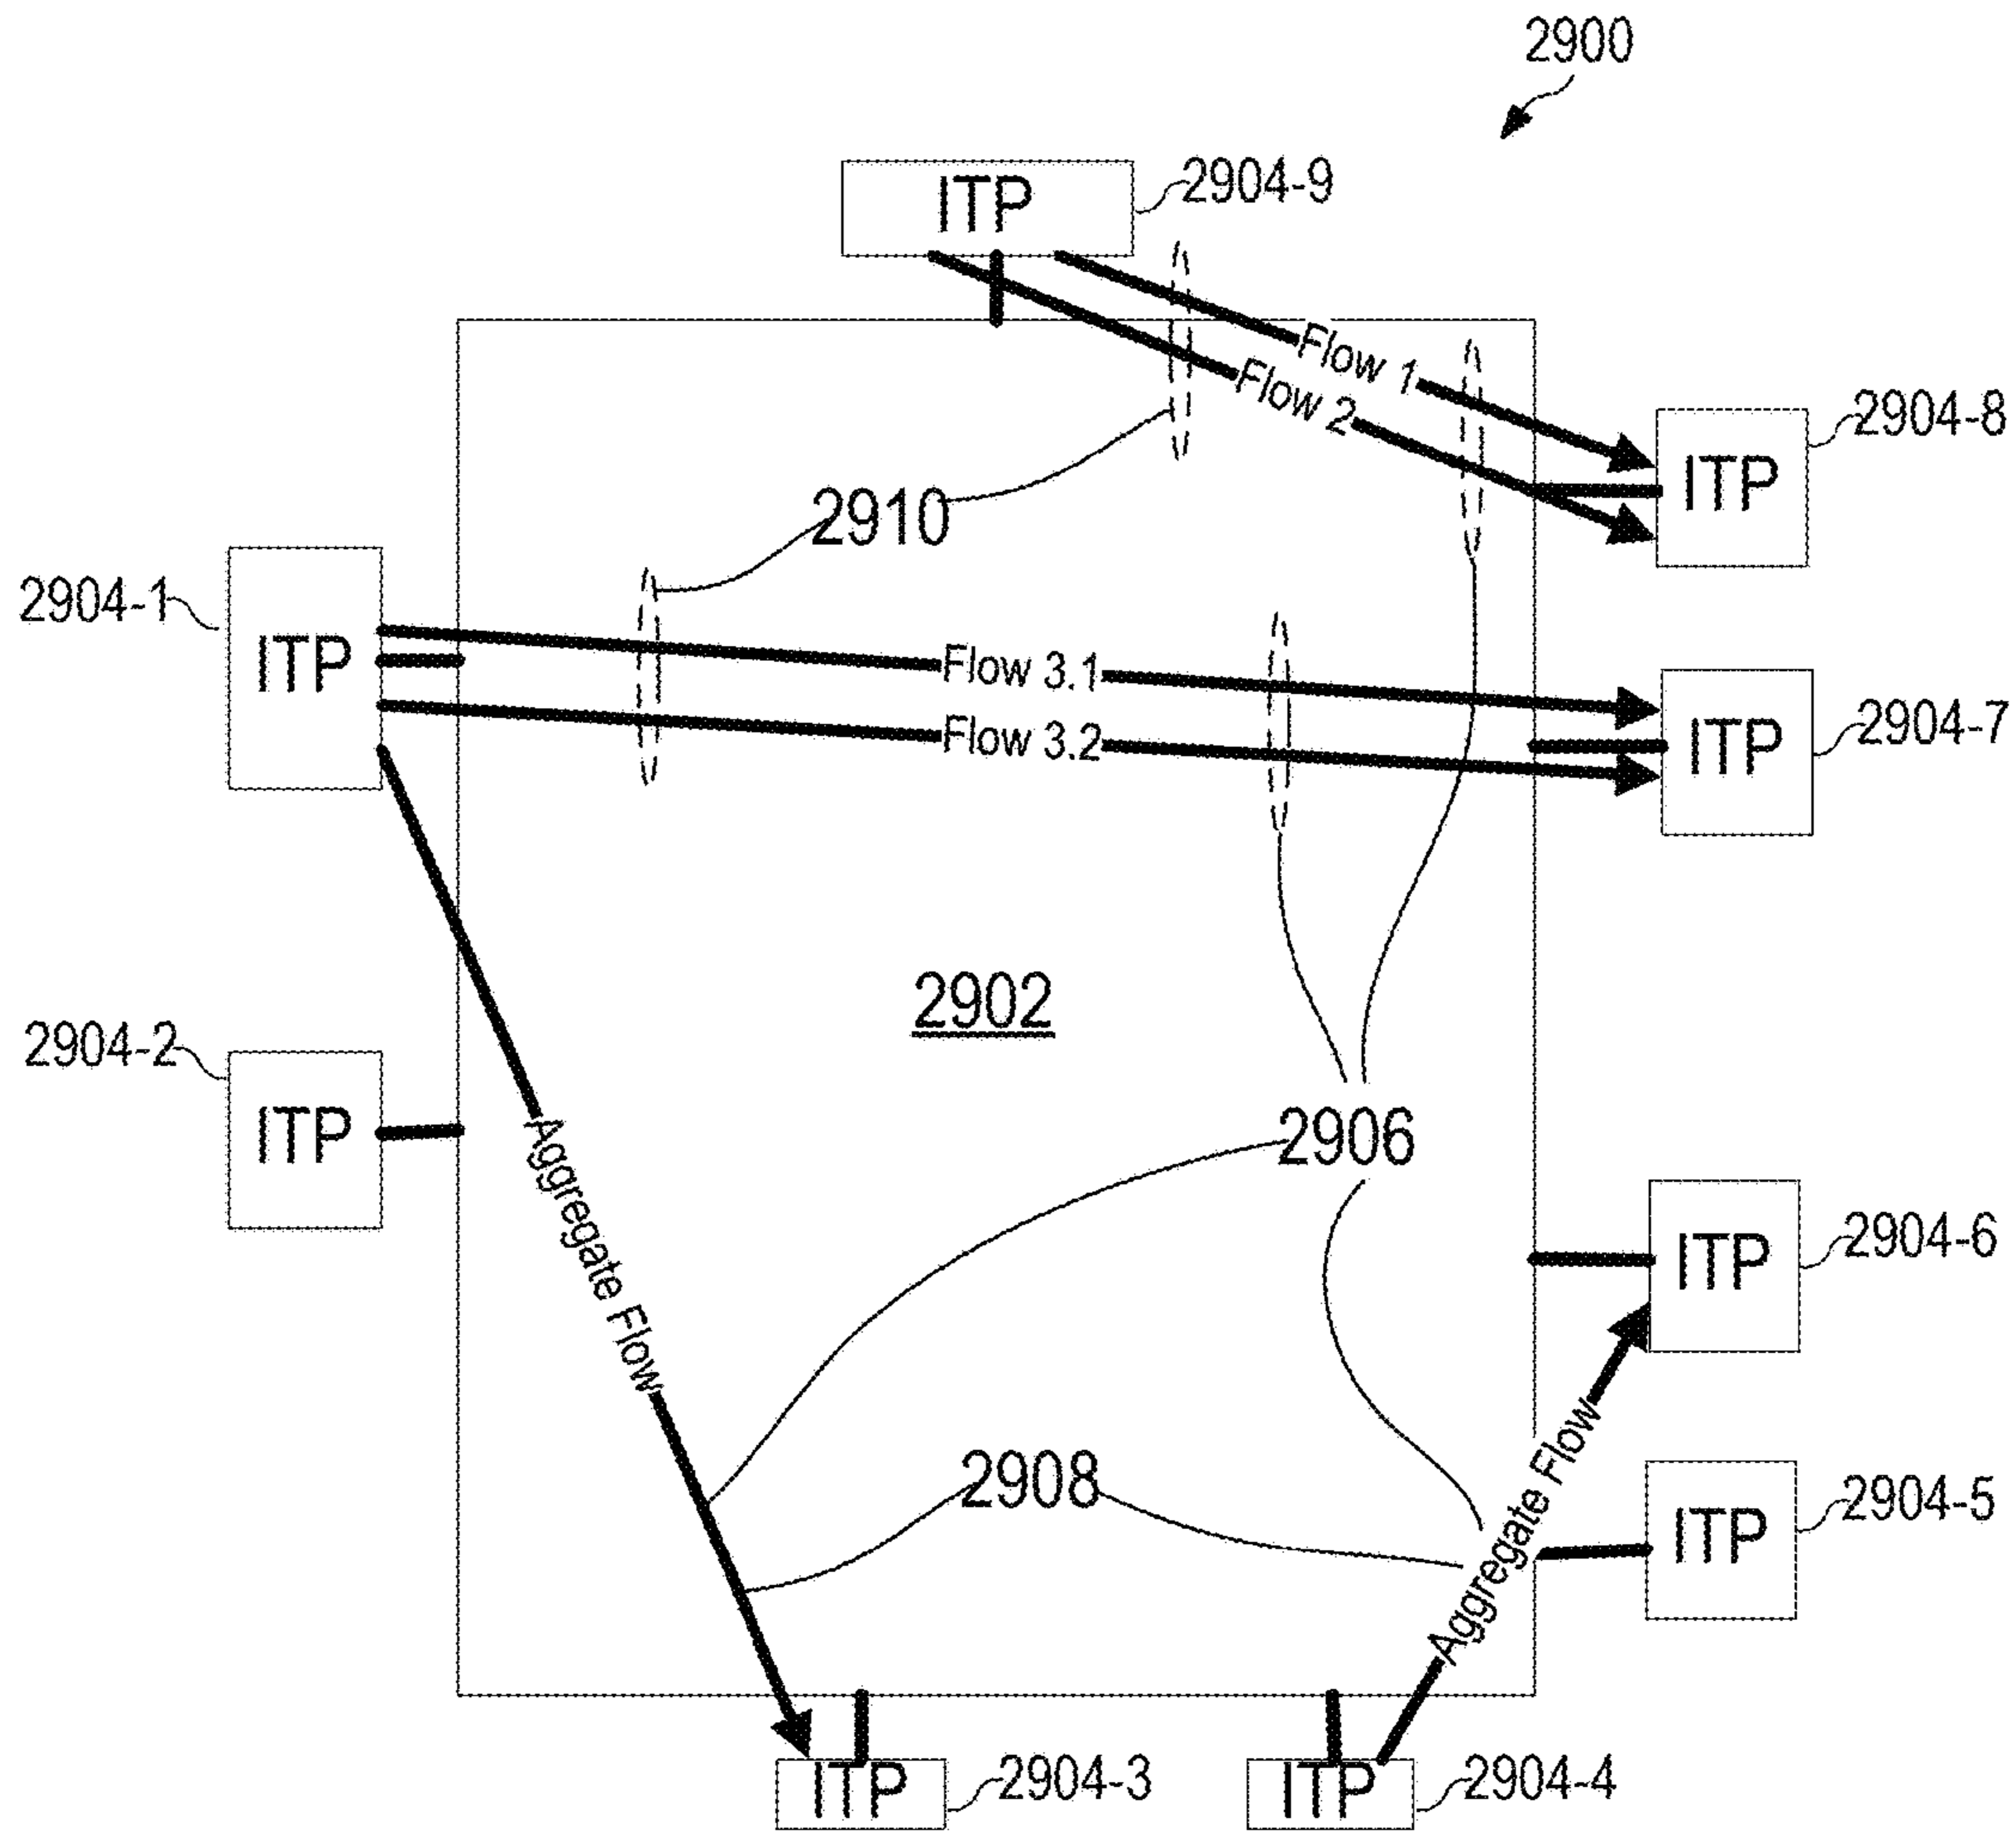 2900
ITP
2904-9
Flow 1
Flow 2
2904-8
ITP
2910
2904-1
ITP
Flow 3.1
Flow 3.2
2904-7
ITP
2902
2904-2
ITP
2906
Aggregate Flow
2904-6
ITP
2908
Aggregate Flow
2904-5
ITP
ITP
2904-3
ITP
2904-4